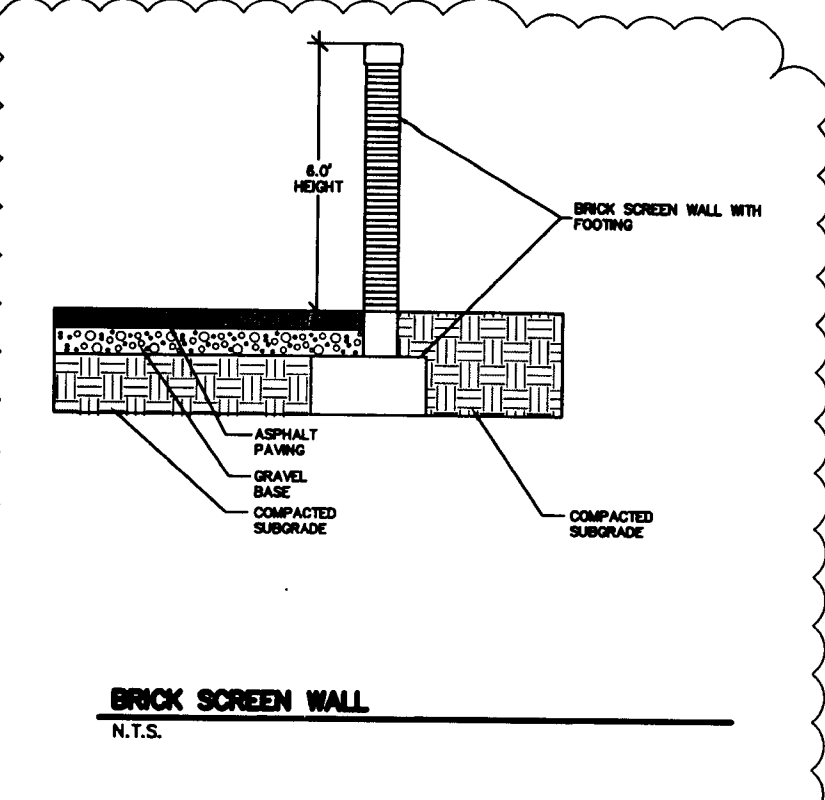 6.0'
HEIGHT
BRICK SCREEN WALL WITH
FOOTING
ASPHALT
PAVING
GRAVEL
BASE
COMPACTED
SUBGRADE
COMPACTED
SUBGRADE
BRICK SCREEN WALL
N.T.S.